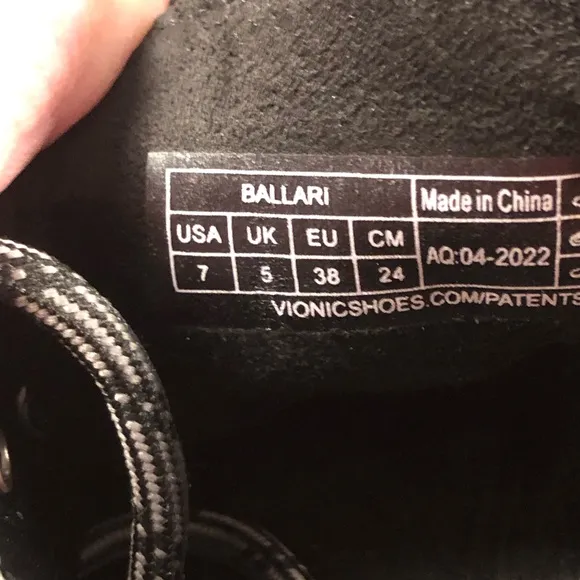 BALLARI
Made in China
USA UK EU CM
AQ:04-2022
7 5 38 24
VIONICSHOES.COM/PATENTS